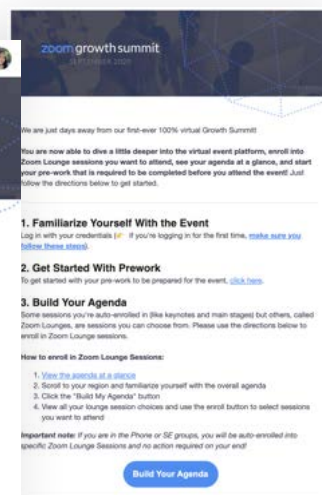 zoom growth summit
SEPTEMBER 2020
We are just days away from our first-ever 100% virtual Growth Summit!
You are now able to dive a little deeper into the virtual event platform, enroll into
Zoom Lounge sessions you want to attend, see your agenda at a glance, and start
your pre-work that is required to be completed before you attend the event! Just
follow the directions below to get started.
1. Familiarize Yourself With the Event
Log in with your credentials (👉 If you're logging in for the first time, make sure you
follow these steps).
2. Get Started With Prework
To get started with your pre-work to be prepared for the event, click here.
3. Build Your Agenda
Some sessions you're auto-enrolled in (like keynotes and main stages) but others, called
Zoom Lounges, are sessions you can choose from. Please use the directions below to
enroll in Zoom Lounge sessions.
How to enroll in Zoom Lounge Sessions:
1. View the agenda at a glance
2. Scroll to your region and familiarize yourself with the overall agenda
3. Click the "Build My Agenda" button
4. View all your lounge session choices and use the enroll button to select sessions
you want to attend
Important note: If you are in the Phone or SE groups, you will be auto-enrolled into
specific Zoom Lounge Sessions and no action required on your end!
Build Your Agenda